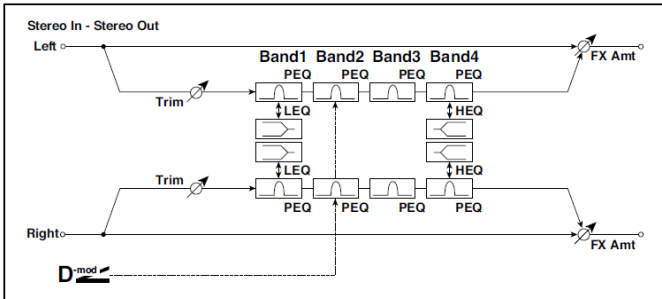 Stereo In - Stereo Out
Left
Band1 Band2 Band3 Band4
PEQ PEQ PEQ PEQ
FX Amt
Trim
LEQ HEQ
Trim
LEQ HEQ
PEQ PEQ PEQ PEQ
Right
FX Amt
D-mod